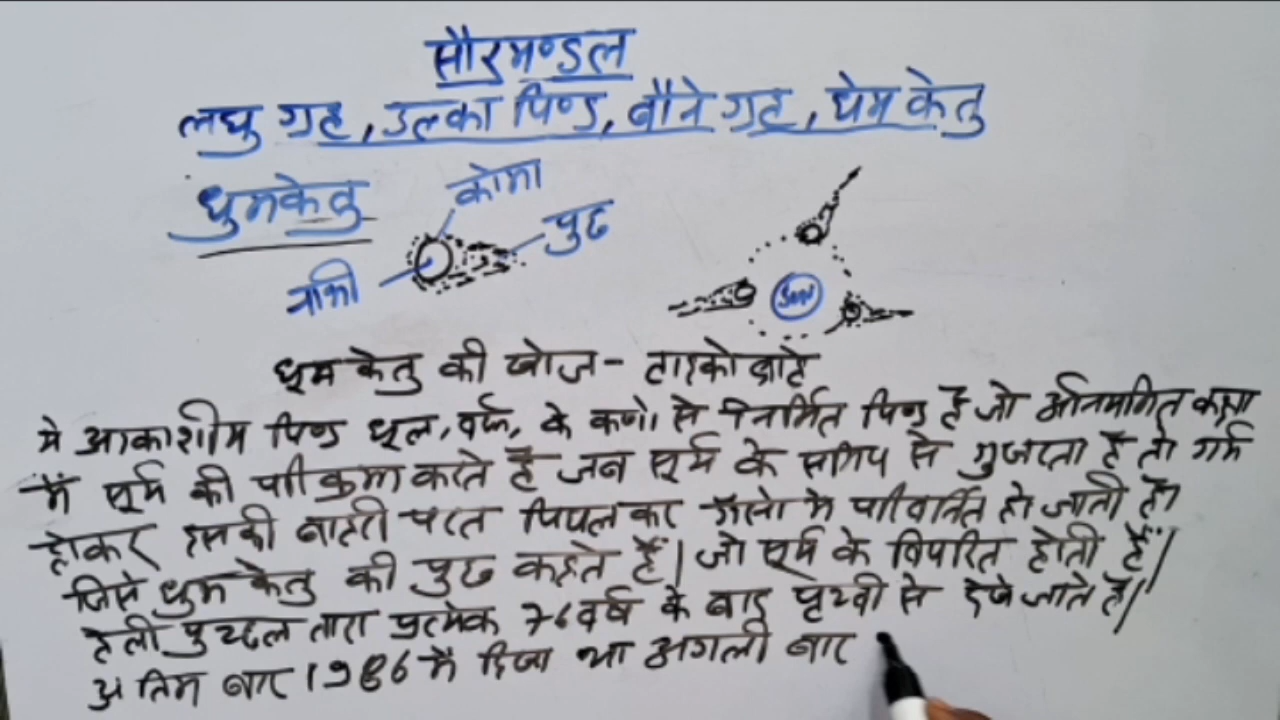 सौरमण्डल
लघु ग्रह, उल्का पिण्ड, बौने ग्रह, घेमकेतु
धुमकेतु
कोमा
पुछ
नाभी
Sun
धूमकेतु की खोज - टाइको ब्राहे
ये आकाशीय पिण्ड धूल, बर्फ, के कणो से निर्मित पिण्ड है जो अनियमित कक्षा
में सूर्य की परीक्रमा करते हैं जब सूर्य के समिप से गुजरता है तो गर्म
होकर इसकी बाहरी परत पिघलकर गैसो मे परिवर्तित हो जाती है।
जिसे धुमकेतु की पुछ कहते हैं। जो सूर्य के विपरित होती हैं।
हैली पुच्छल तारा प्रत्येक 76 वर्ष के बाद पृथ्वी से देखे जाते है।
अंतिम बार 1986 में दिखा था अगली बार